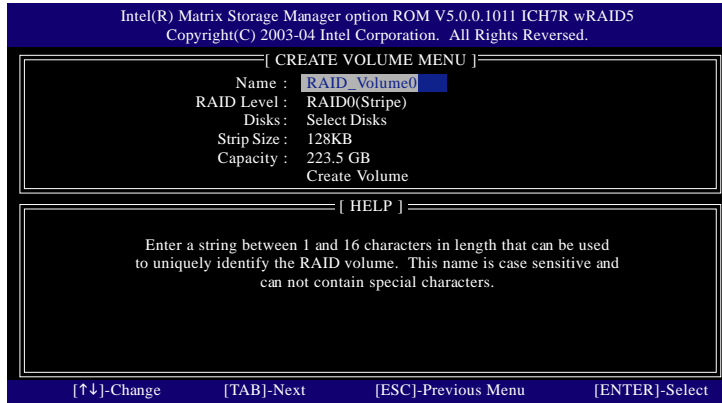 Intel(R) Matrix Storage Manager option ROM V5.0.0.1011 ICH7R wRAID5
Copyright(C) 2003-04 Intel Corporation. All Rights Reversed.
[ CREATE VOLUME MENU ]
Name : RAID_Volume0
RAID Level : RAID0(Stripe)
Disks : Select Disks
Strip Size : 128KB
Capacity : 223.5 GB
Create Volume
[ HELP ]
Enter a string between 1 and 16 characters in length that can be used
to uniquely identify the RAID volume. This name is case sensitive and
can not contain special characters.
[↑↓]-Change [TAB]-Next [ESC]-Previous Menu [ENTER]-Select